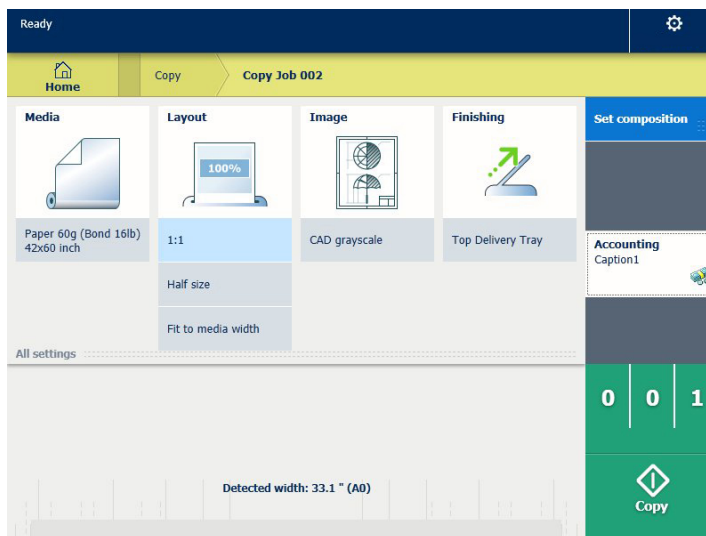 Ready
Home
Copy
Copy Job 002
Media
Layout
Image
Finishing
Set composition
100%
Paper 60g (Bond 16lb)
42x60 inch
1:1
CAD grayscale
Top Delivery Tray
Accounting
Caption1
Half size
Fit to media width
All settings
0 0 1
Detected width: 33.1 " (A0)
Copy